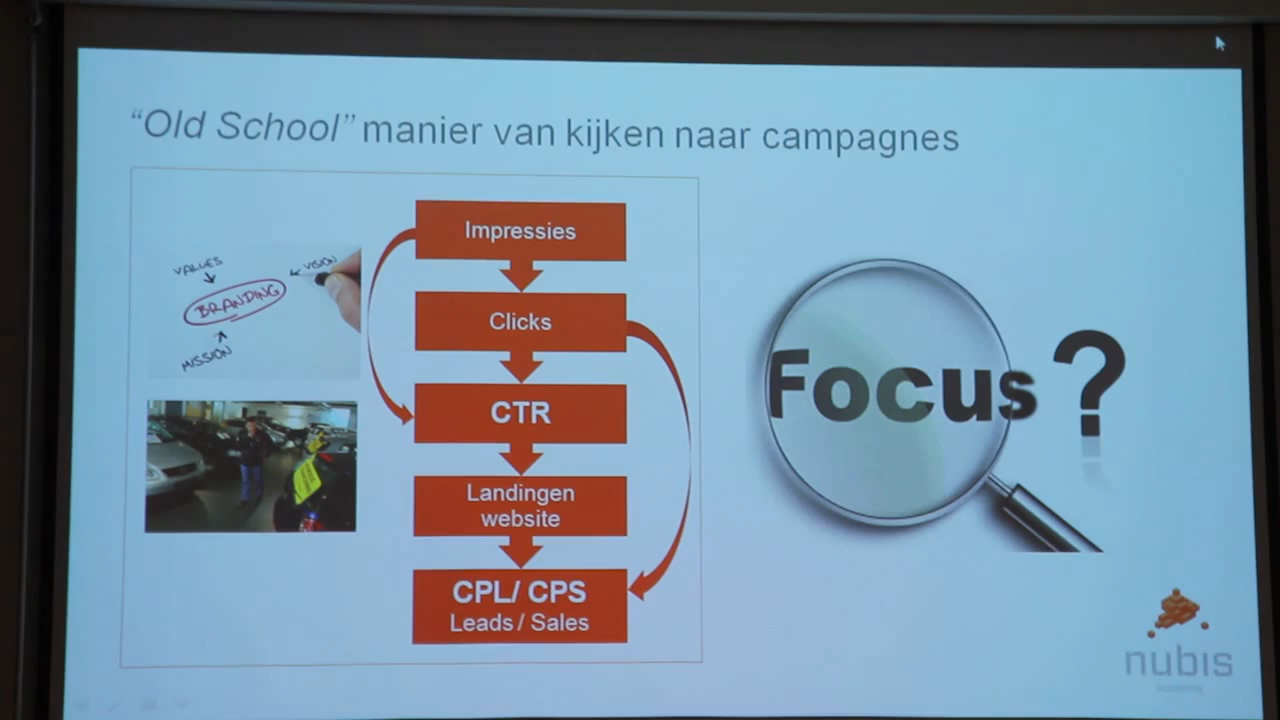 “Old School” manier van kijken naar campagnes
VALUES
VISION
BRANDING
MISSION
Impressies
Clicks
CTR
Landingen
website
CPL/ CPS
Leads / Sales
Focus?
nubis
academy